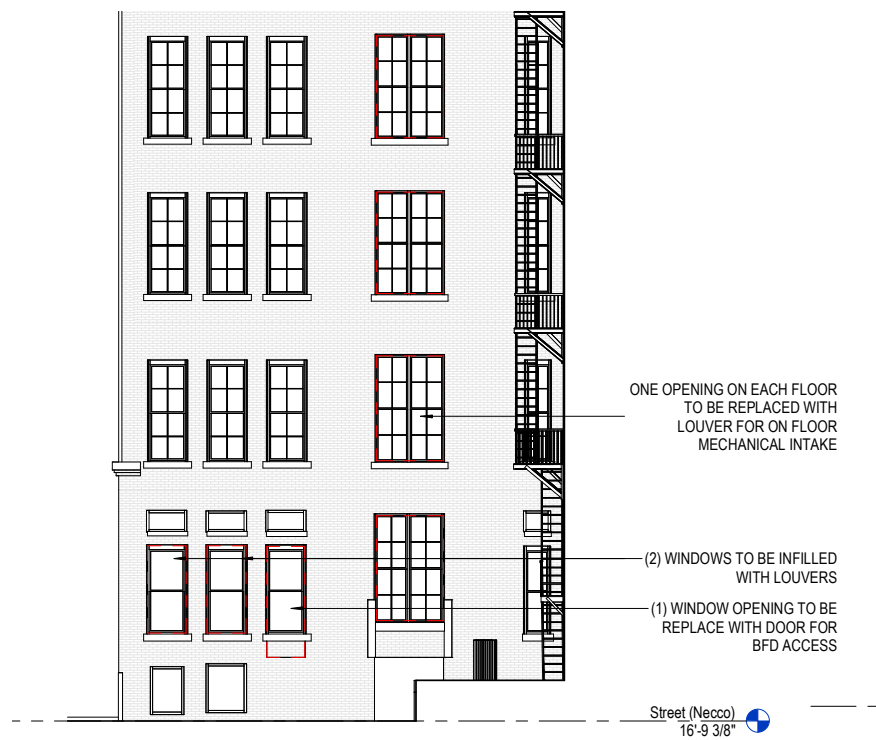 ONE OPENING ON EACH FLOOR
TO BE REPLACED WITH
LOUVER FOR ON FLOOR
MECHANICAL INTAKE
(2) WINDOWS TO BE INFILLED
WITH LOUVERS
(1) WINDOW OPENING TO BE
REPLACE WITH DOOR FOR
BFD ACCESS
Street (Necco)
16'-9 3/8"